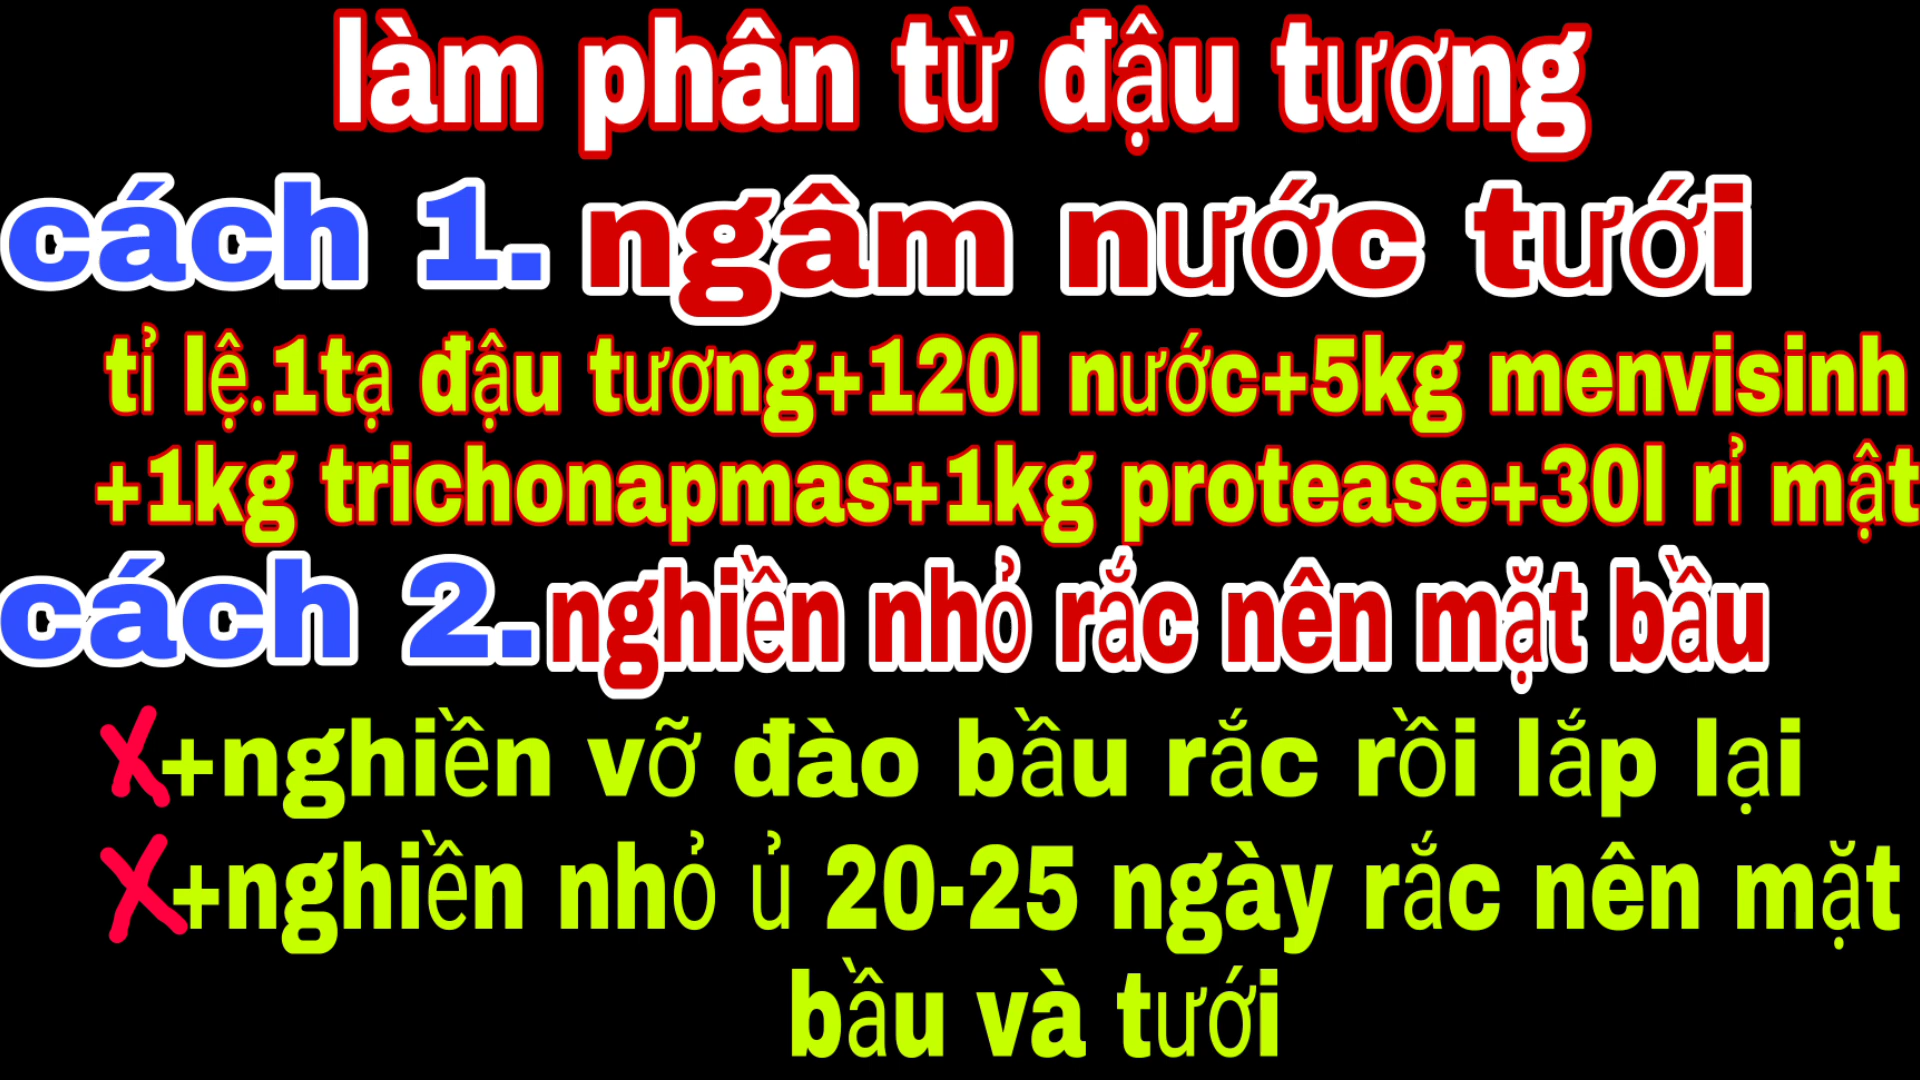 làm phân từ đậu tương
cách 1. ngâm nước tưới
tỉ lệ.1tạ đậu tương+120l nước+5kg menvisinh
+1kg trichonapmas+1kg protease+30l rỉ mật
cách 2.nghiền nhỏ rắc nên mặt bầu
x+nghiền vỡ đào bầu rắc rồi lắp lại
x+nghiền nhỏ ủ 20-25 ngày rắc nên mặt
bầu và tưới